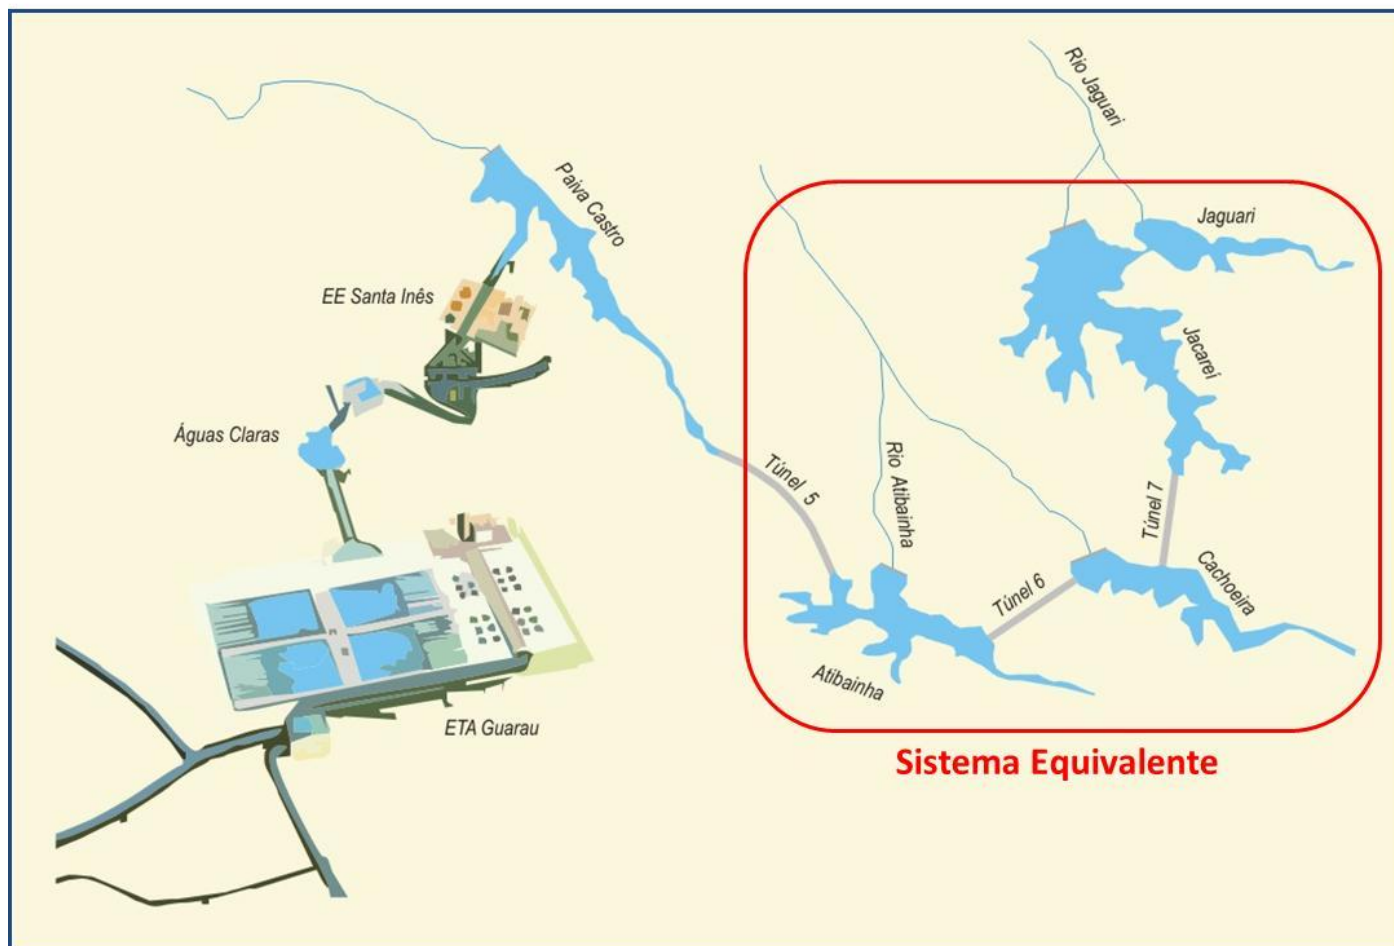 Rio Jaguari
Paiva Castro
Jaguari
EE Santa Inês
Jacareí
Águas Claras
Túnel 5
Rio Atibainha
Túnel 7
Túnel 6
Cachoeira
Atibainha
ETA Guarau
Sistema Equivalente